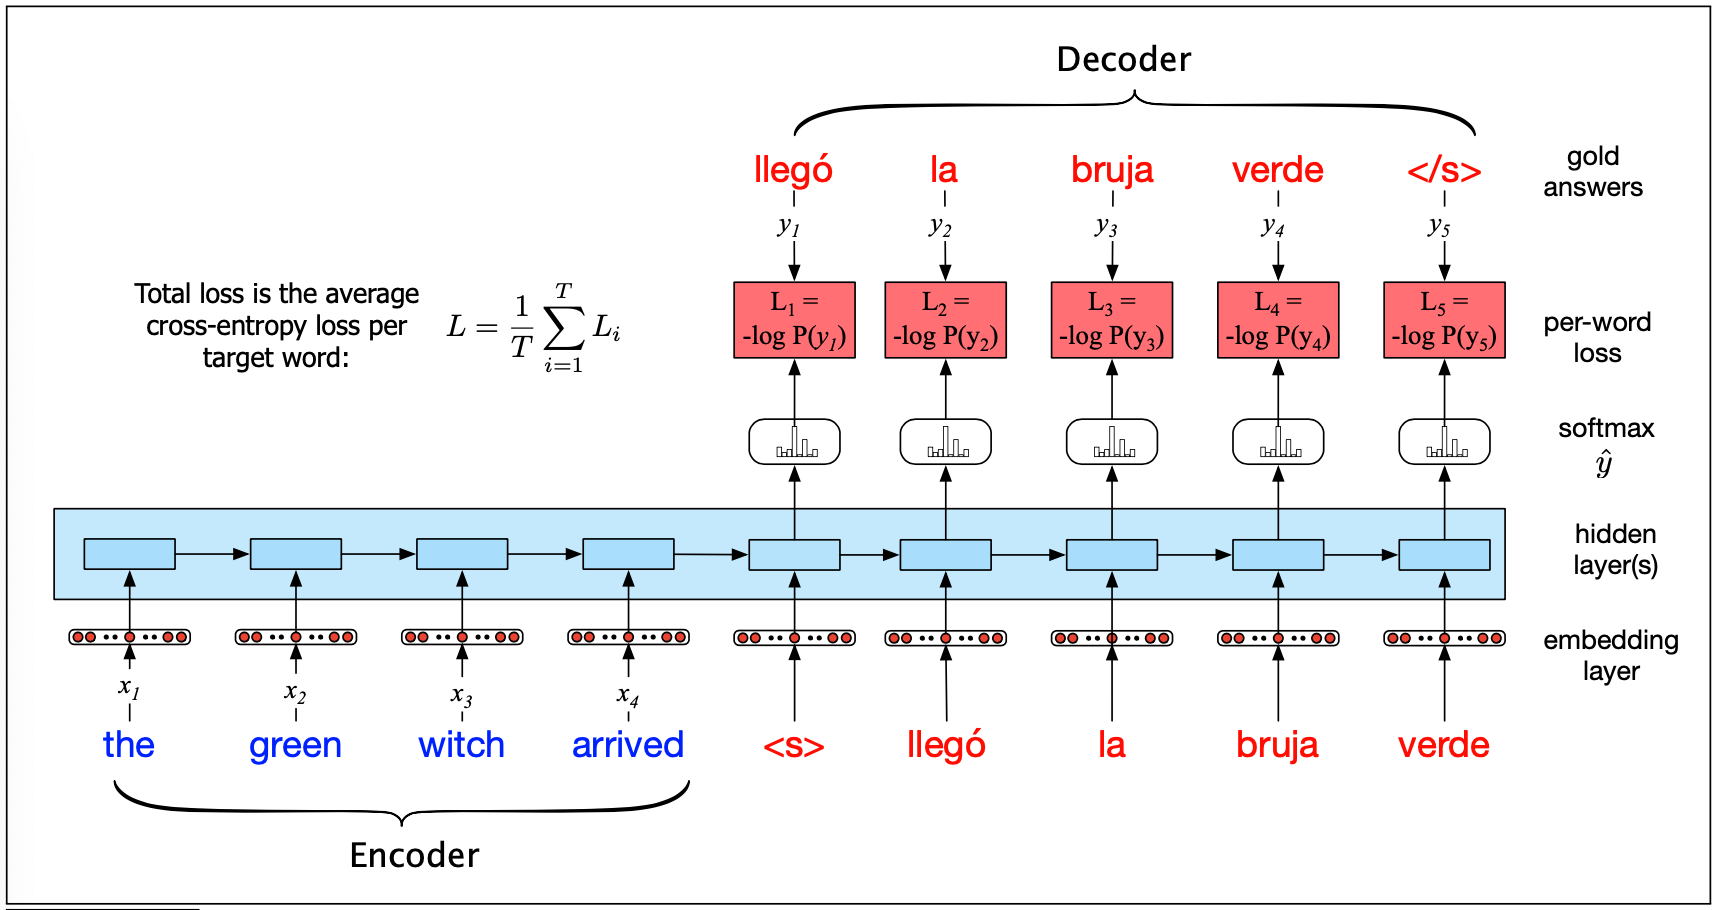 Decoder
llegó la bruja verde </s>
gold
answers
y1 y2 y3 y4 y5
Total loss is the average
cross-entropy loss per
target word:
L = 1/T ∑ i=1 T Li
L1 = -log P(y1)
L2 = -log P(y2)
L3 = -log P(y3)
L4 = -log P(y4)
L5 = -log P(y5)
per-word
loss
softmax
ŷ
hidden
layer(s)
embedding
layer
x1 x2 x3 x4
the green witch arrived <s> llegó la bruja verde
Encoder